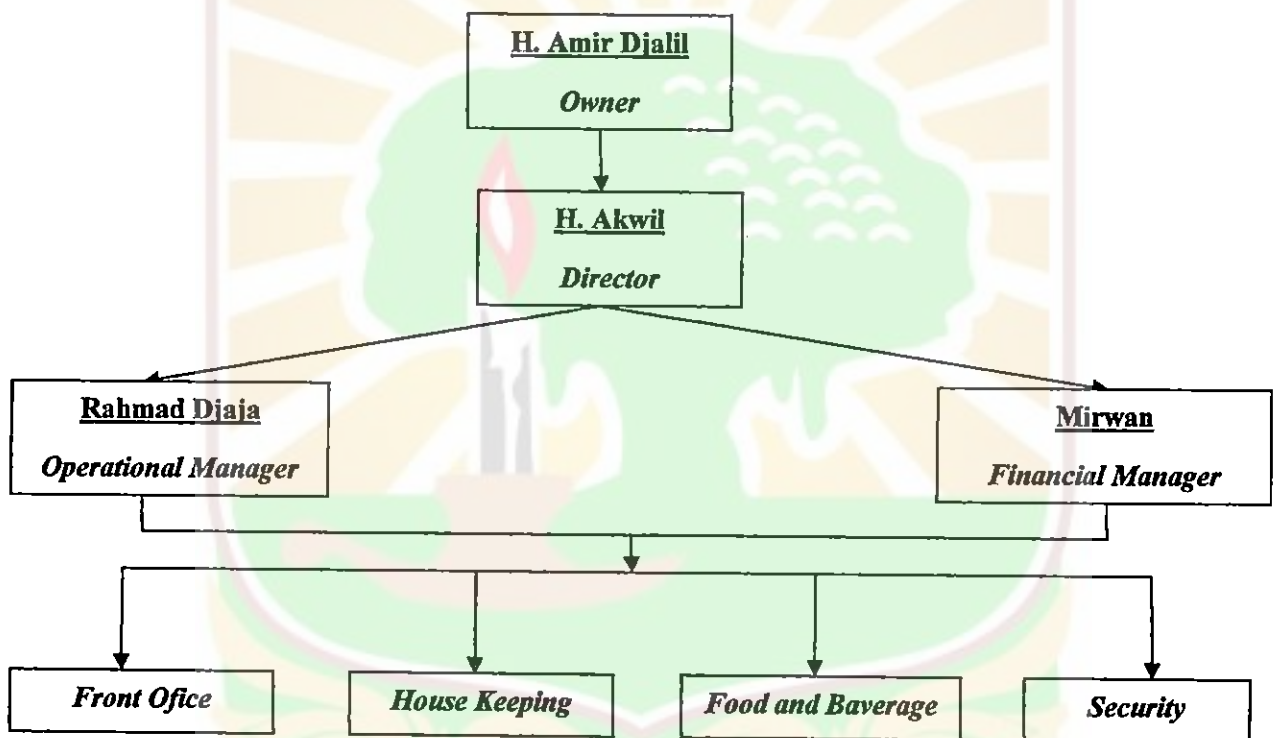 H. Amir Djalil
Owner
H. Akwil
Director
Rahmad Djaja
Operational Manager
Mirwan
Financial Manager
Front Ofice
House Keeping
Food and Baverage
Security